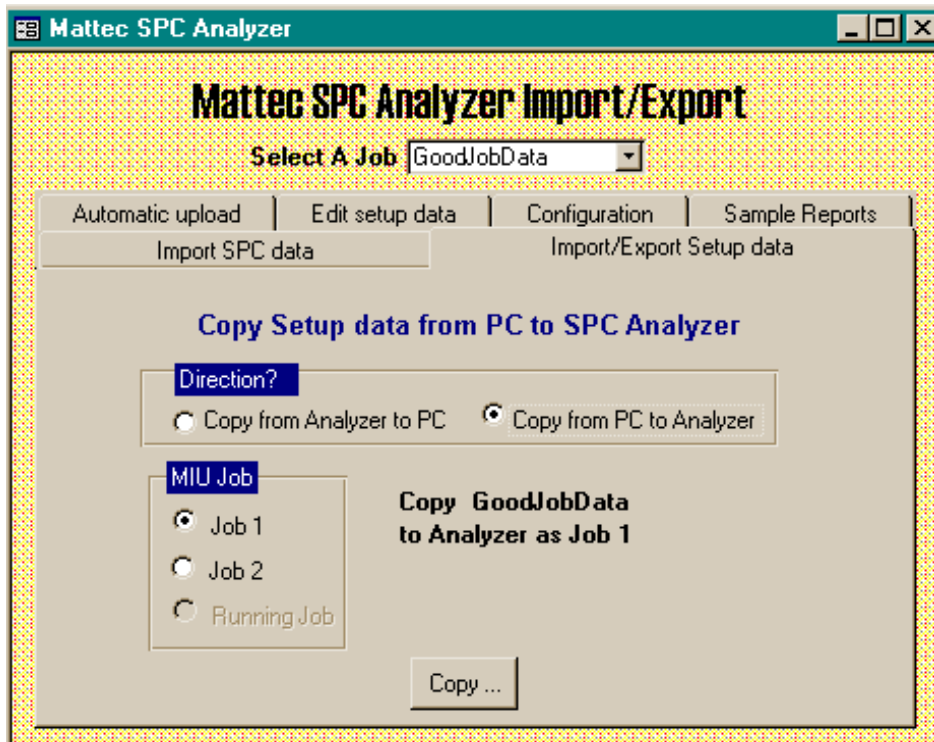 Mattec SPC Analyzer
Mattec SPC Analyzer Import/Export
Select A Job GoodJobData
Automatic upload Edit setup data Configuration Sample Reports
Import SPC data Import/Export Setup data
Copy Setup data from PC to SPC Analyzer
Direction?
Copy from Analyzer to PC Copy from PC to Analyzer
MIU Job
Job 1
Job 2
Running Job
Copy GoodJobData
to Analyzer as Job 1
Copy ...